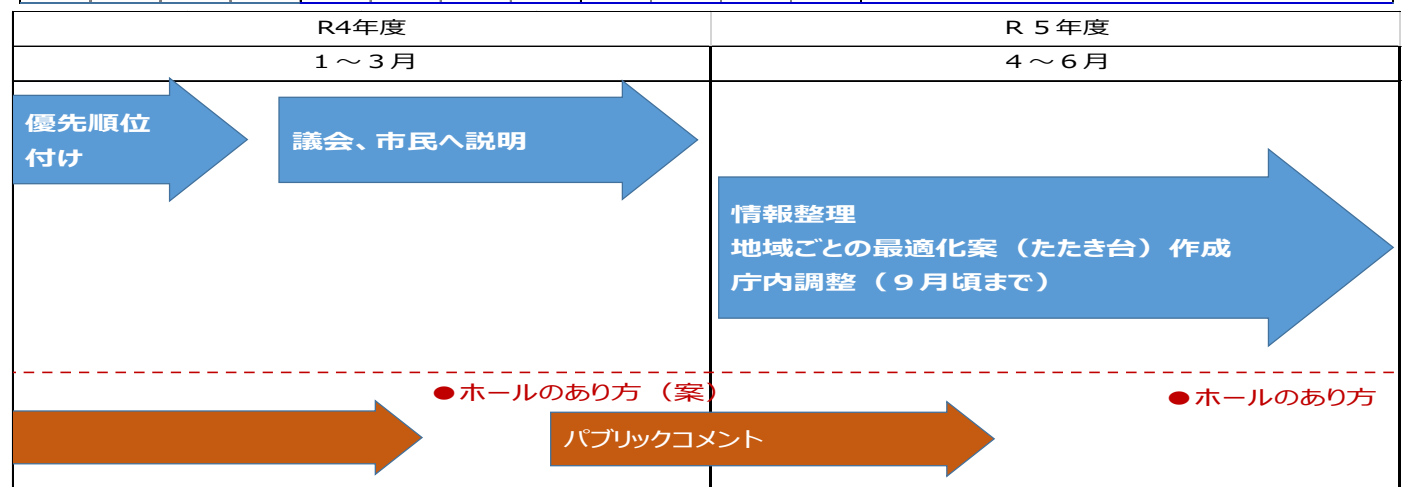 R4年度
R5年度
1～3月
4～6月
優先順位
付け
議会、市民へ説明
情報整理
地域ごとの最適化案（たたき台）作成
庁内調整（9月頃まで）
●ホールのあり方（案）
●ホールのあり方
パブリックコメント